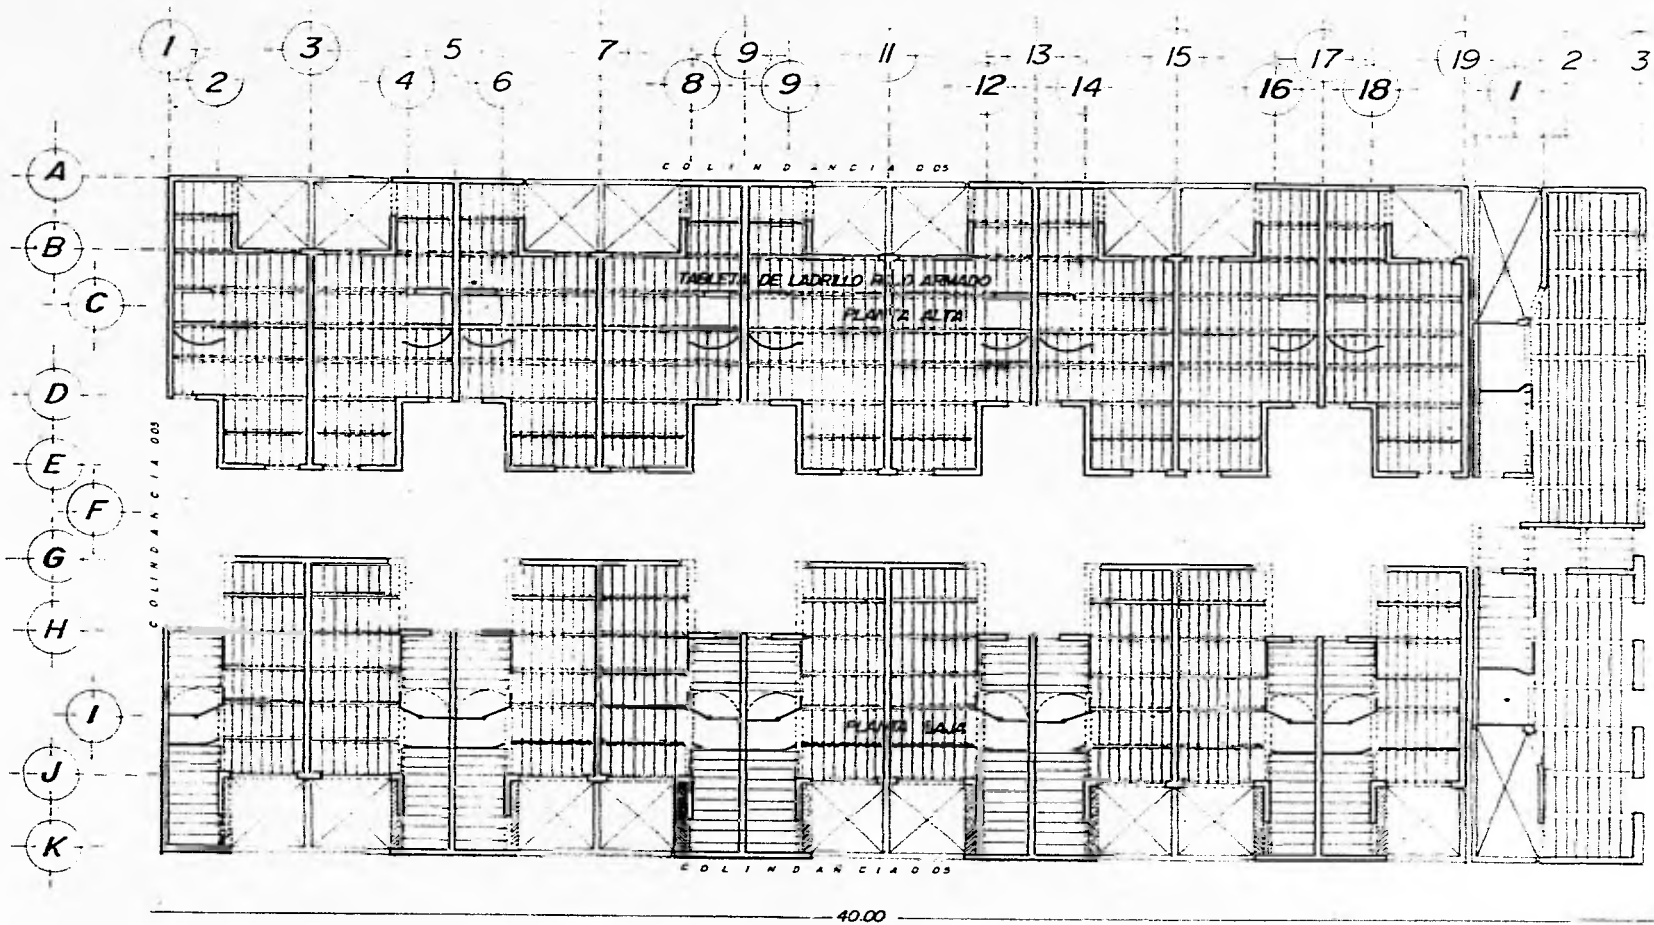 1 3 5 7 9 11 13 15 17 19 2 3
2 4 6 8 9 12 14 16 18 1
A
COLINDANCIA DOS
B
TABLETA DE LADRILLO ARMADO
C
PLANTA ALTA
D
E
COLINDANCIA DOS
F
G
H
I
PLANTA BAJA
J
K
COLINDANCIA DOS
40.00